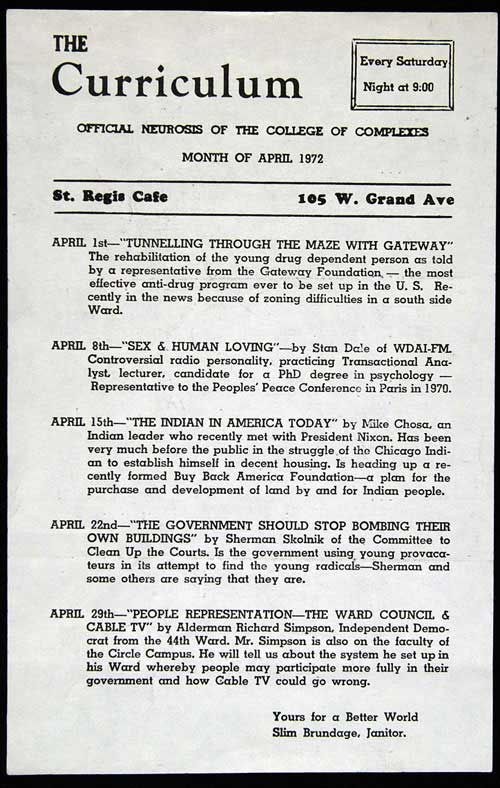 THE
Curriculum
Every Saturday
Night at 9:00
OFFICIAL NEUROSIS OF THE COLLEGE OF COMPLEXES
MONTH OF APRIL 1972
St. Regis Cafe 105 W. Grand Ave
APRIL 1st—"TUNNELLING THROUGH THE MAZE WITH GATEWAY"
The rehabilitation of the young drug dependent person as told
by a representative from the Gateway Foundation — the most
effective anti-drug program ever to be set up in the U. S. Re-
cently in the news because of zoning difficulties in a south side
Ward.
APRIL 8th—"SEX & HUMAN LOVING"—by Stan Dale of WDAI-FM.
Controversial radio personality, practicing Transactional Ana-
lyst, lecturer, candidate for a PhD degree in psychology —
Representative to the Peoples' Peace Conference in Paris in 1970.
APRIL 15th—"THE INDIAN IN AMERICA TODAY" by Mike Chosa, an
Indian leader who recently met with President Nixon. Has been
very much before the public in the struggle of the Chicago Indi-
an to establish himself in decent housing. Is heading up a re-
cently formed Buy Back America Foundation—a plan for the
purchase and development of land by and for Indian people.
APRIL 22nd—"THE GOVERNMENT SHOULD STOP BOMBING THEIR
OWN BUILDINGS" by Sherman Skolnik of the Committee to
Clean Up the Courts. Is the government using young provaca-
teurs in its attempt to find the young radicals—Sherman and
some others are saying that they are.
APRIL 29th—"PEOPLE REPRESENTATION—THE WARD COUNCIL &
CABLE TV" by Alderman Richard Simpson, Independent Demo-
crat from the 44th Ward. Mr. Simpson is also on the faculty of
the Circle Campus. He will tell us about the system he set up in
his Ward whereby people may participate more fully in their
government and how Cable TV could go wrong.
Yours for a Better World
Slim Brundage, Janitor.